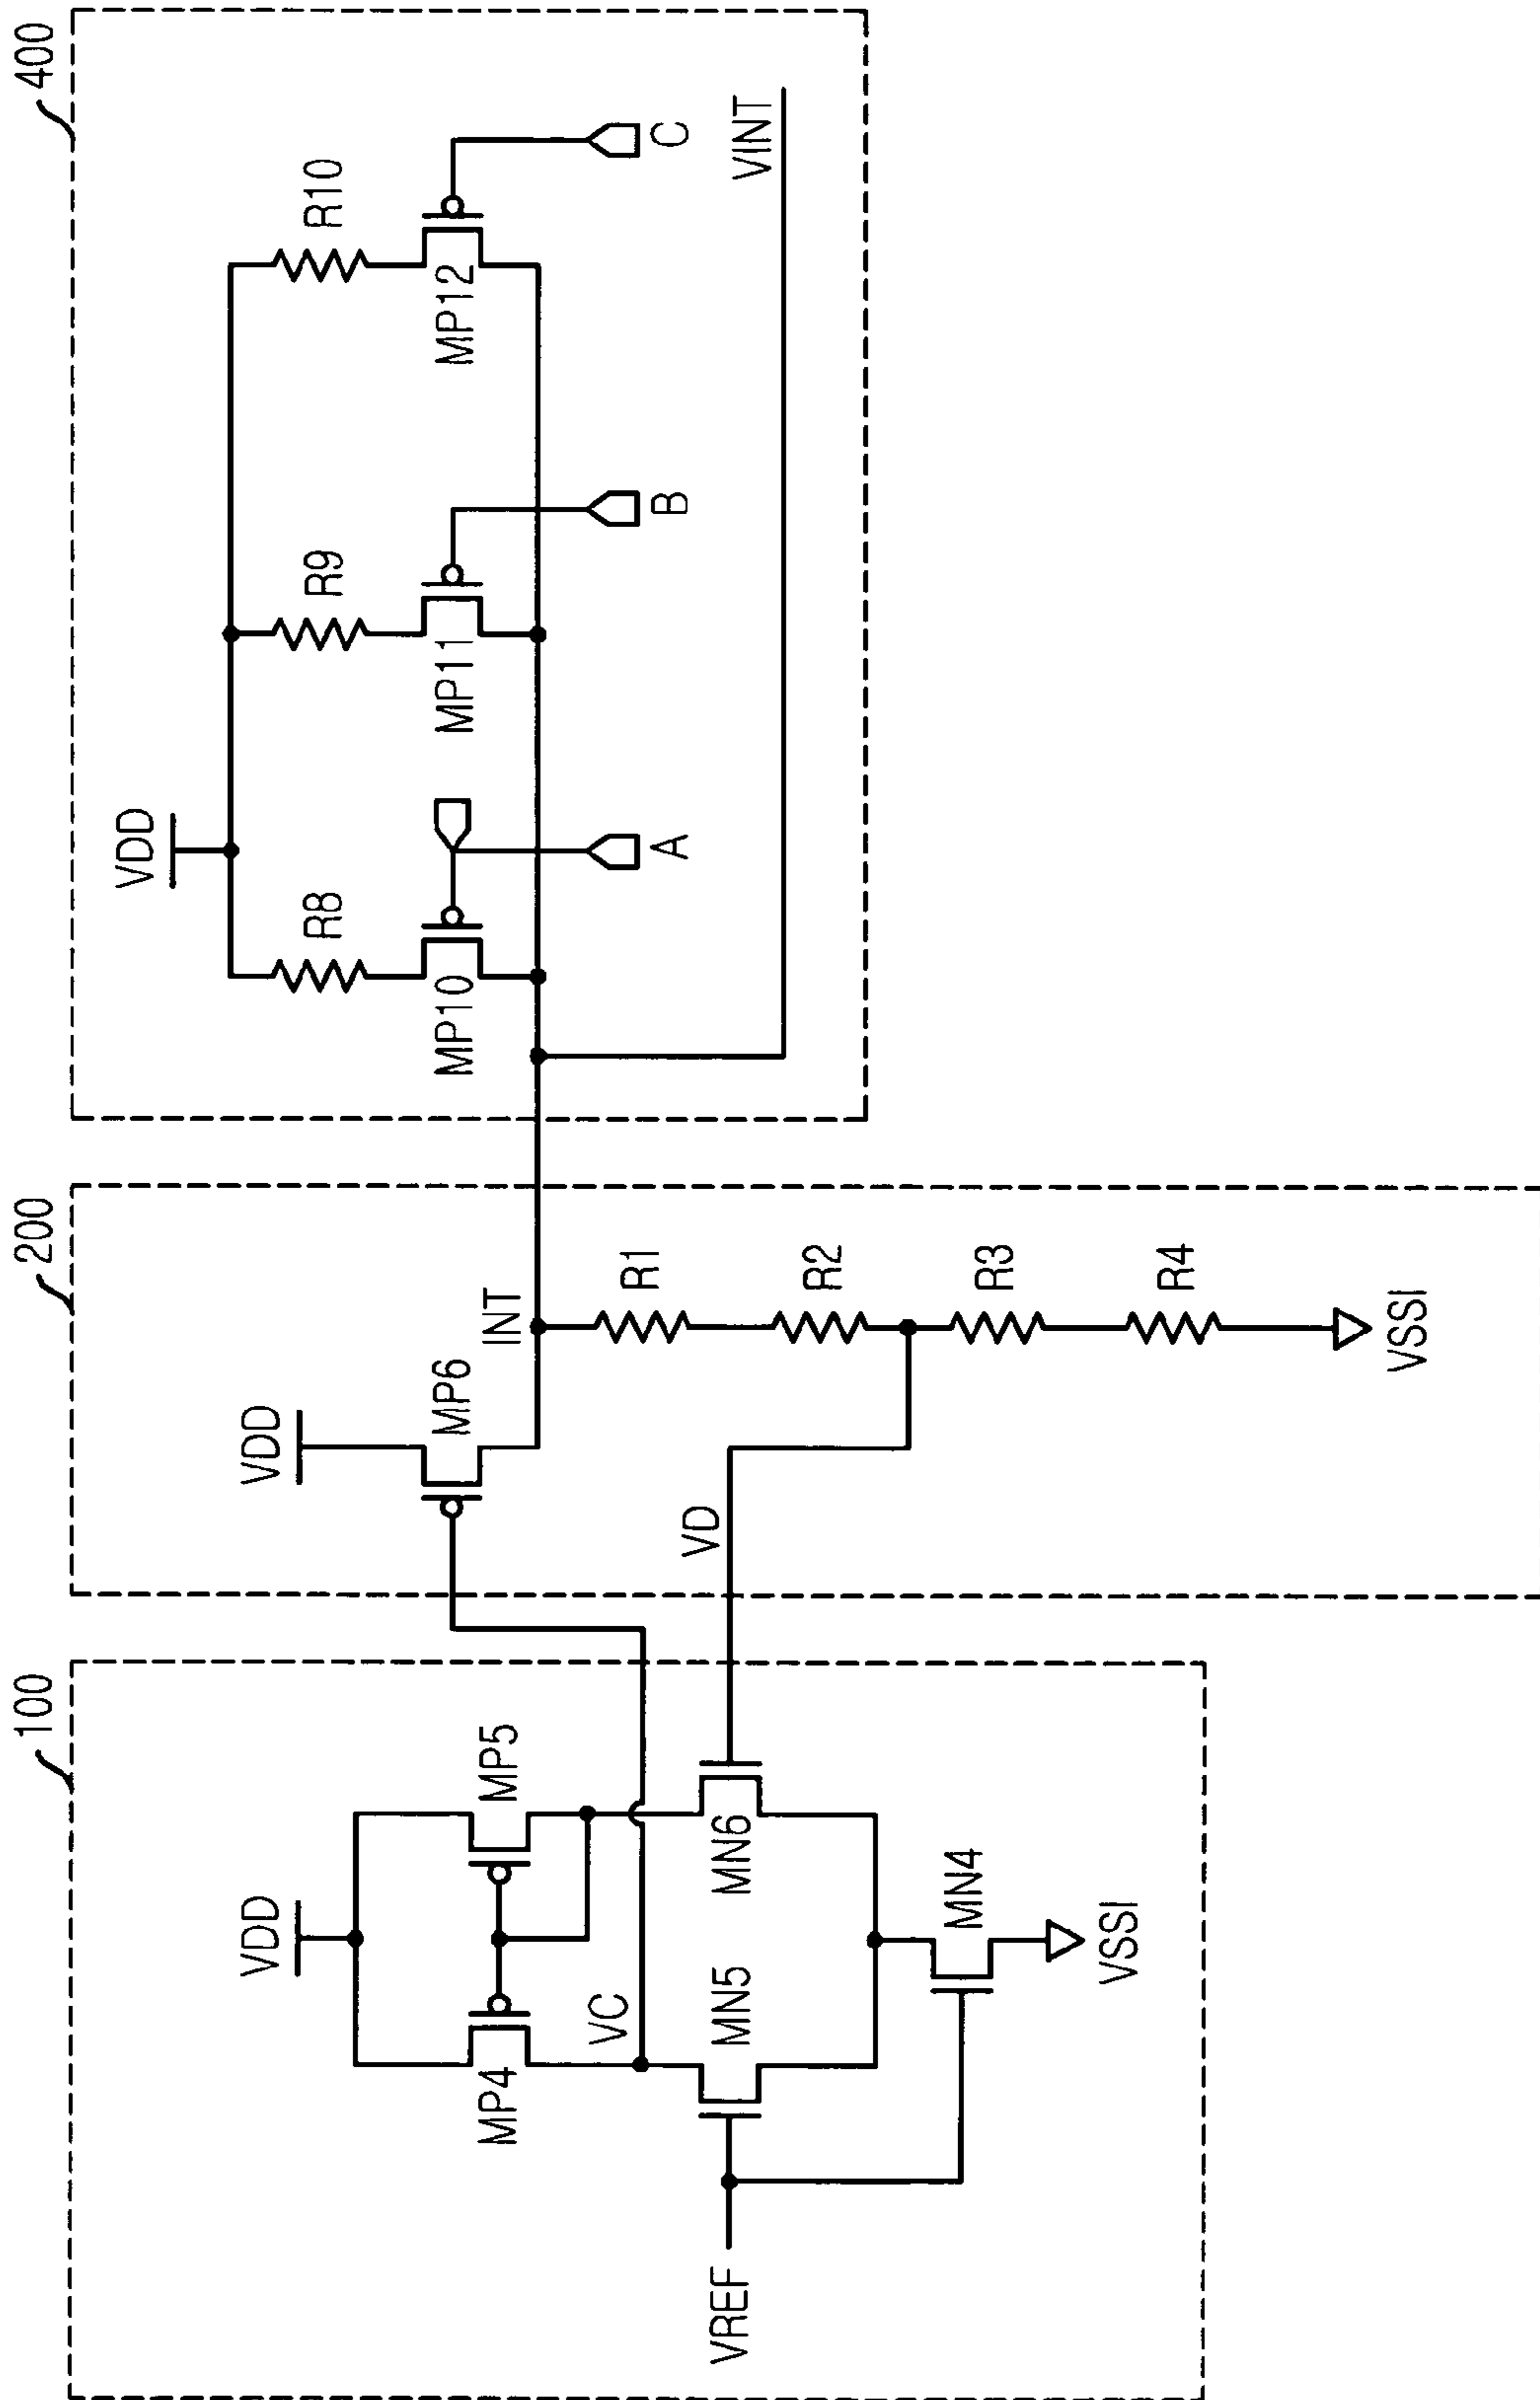 100
VDD
MP4
MP5
VC
MN5
MN6
VREF
MN4
VSSI
200
VDD
MP6
INT
VD
R1
R2
R3
R4
VSSI
400
VDD
R8
R9
R10
MP10
MP11
MP12
A
B
C
VINT